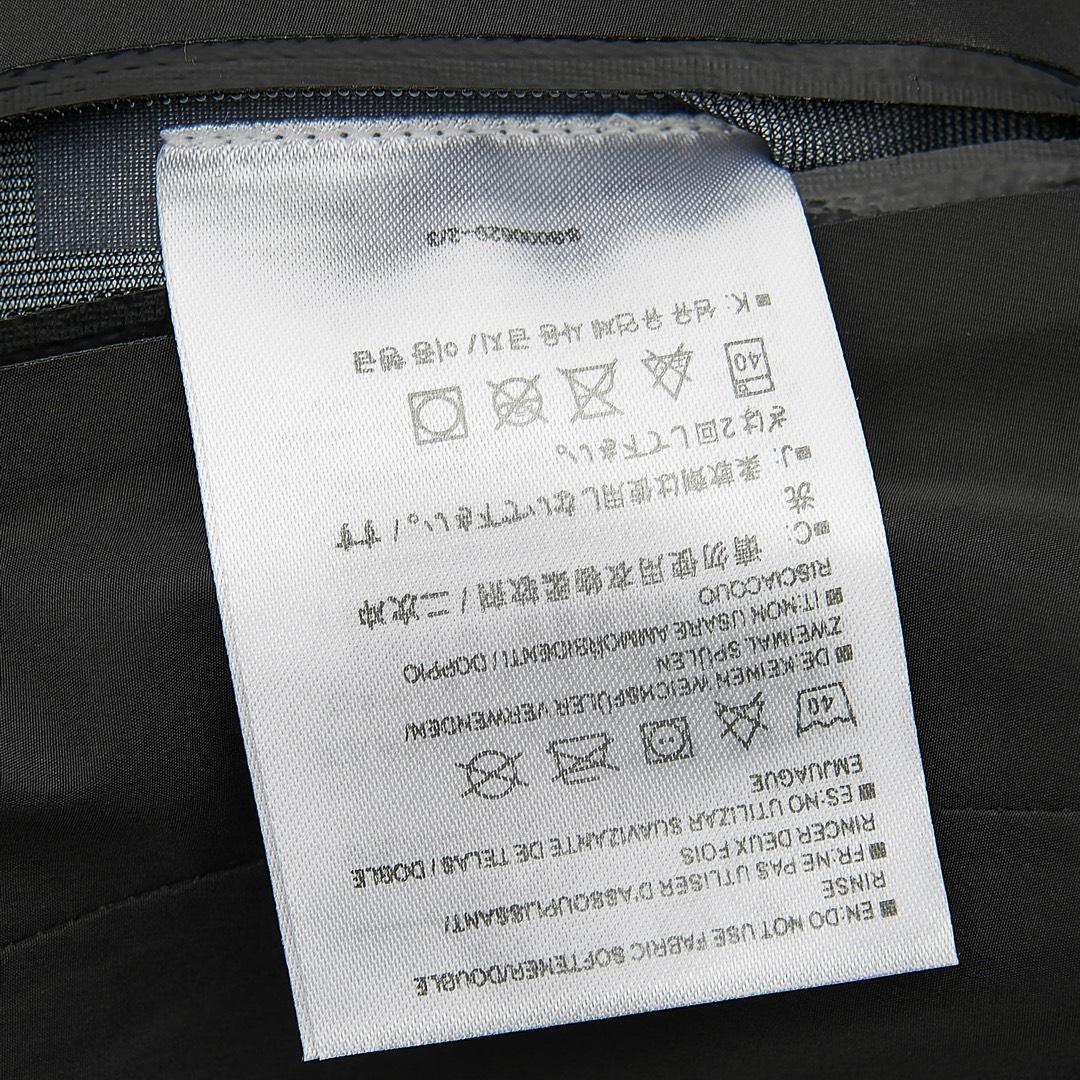 ■ EN:DO NOT USE FABRIC SOFTENER/DOUBLE
RINSE
■ FR:NE PAS UTLISER D'ASSOUPLISSANT/
RINCER DEUX FOIS
■ ES:NO UTILIZAR SUAVIZANTE DE TELAS / DOBLE
EMJUAGUE
40
■ DE:KEINEN WEICHSPÜLER VERWENDEN/
ZWEIMAL SPÜLEN
■ IT:NON USARE AMMORBIDENTI / DOPPIO
RISCIACQUO
■ C: 请勿使用衣物柔软剂 / 二次冲
洗
■ J: 柔軟剤は使用しないで下さい。/ すす
ぎは2回して下さい。
40
■ K: 섬유 유연제 사용 금지 / 이중 헹굼